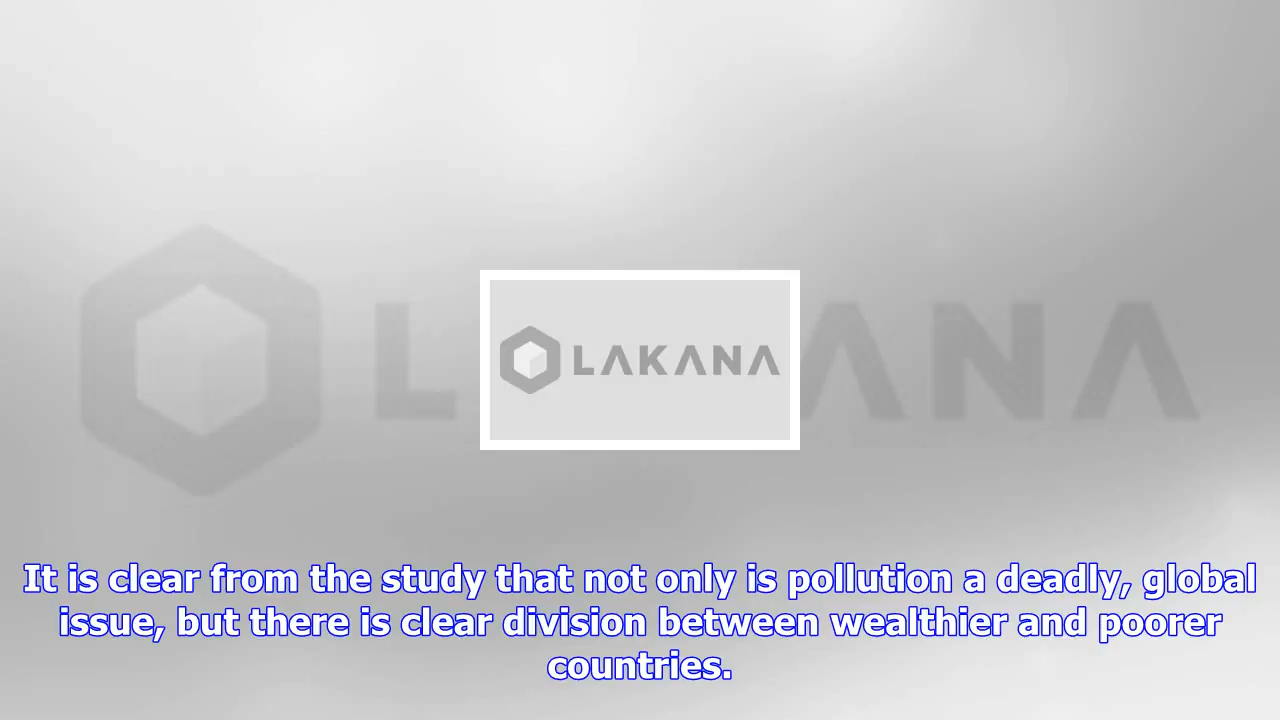 LAKANA
It is clear from the study that not only is pollution a deadly, global
issue, but there is clear division between wealthier and poorer
countries.